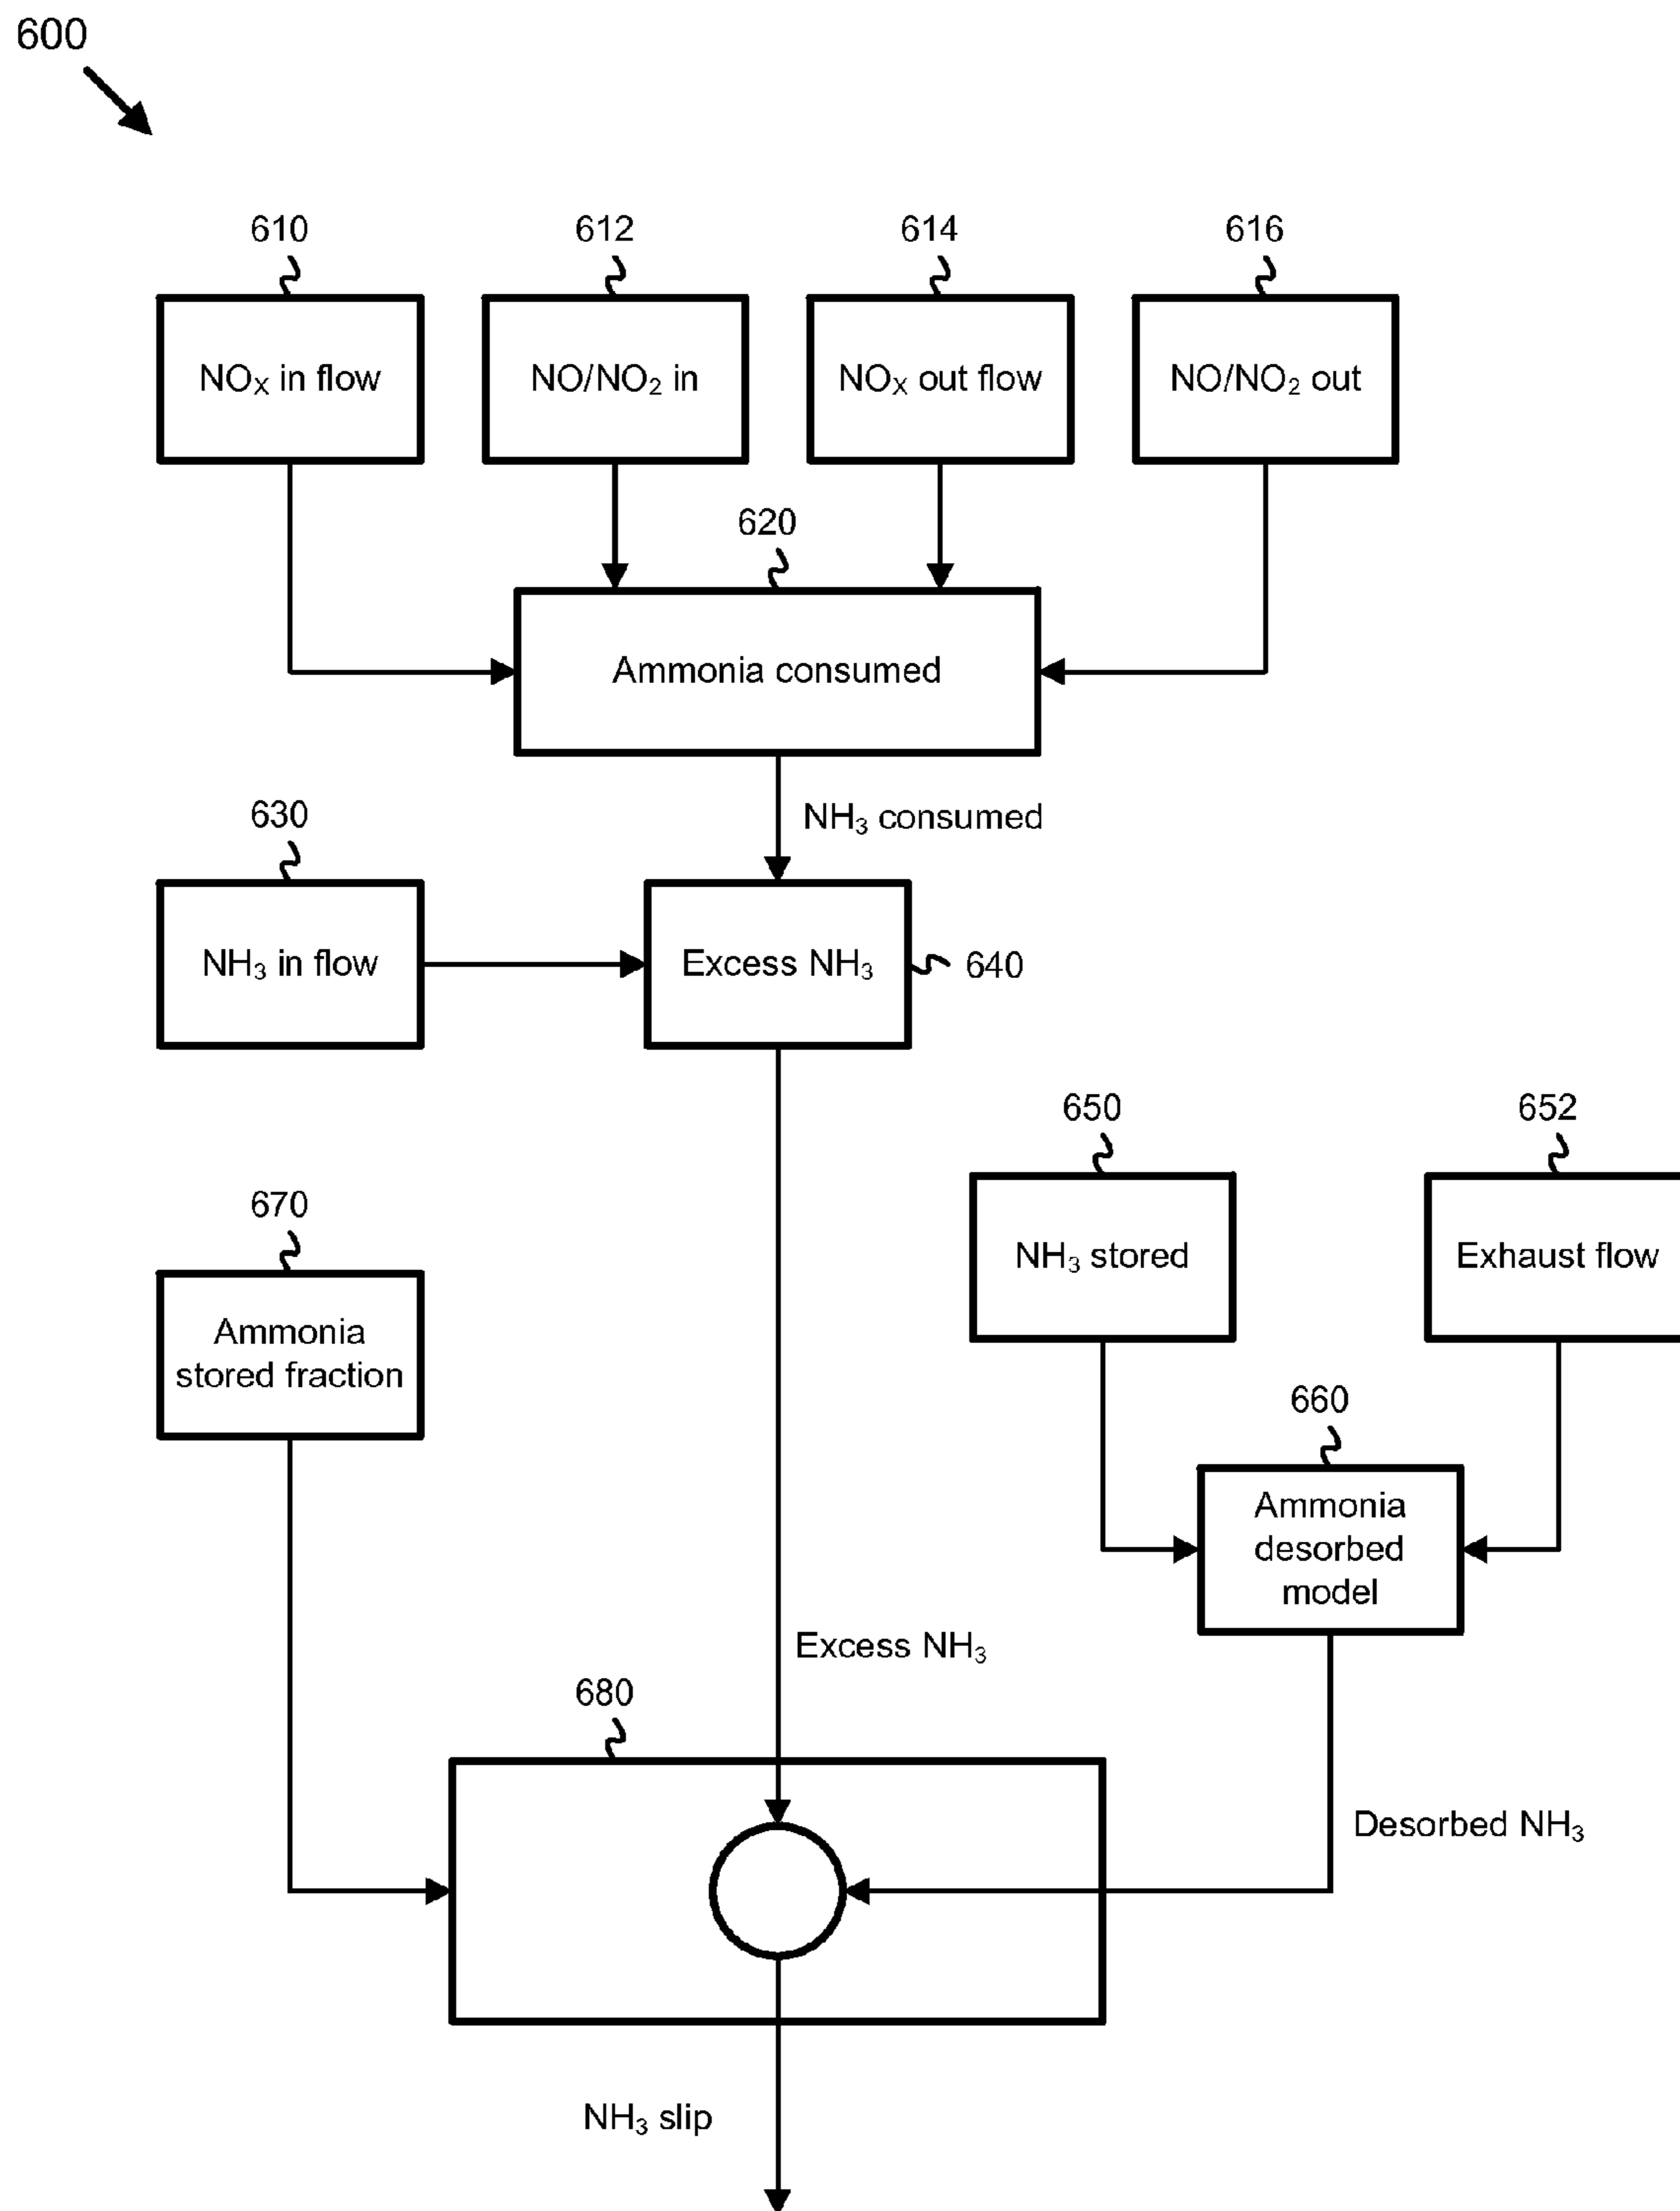 600
610
612
614
616
NOₓ in flow
NO/NO₂ in
NOₓ out flow
NO/NO₂ out
620
Ammonia consumed
NH₃ consumed
630
NH₃ in flow
Excess NH₃
640
650
652
NH₃ stored
Exhaust flow
670
Ammonia
stored fraction
660
Ammonia
desorbed
model
Excess NH₃
680
Desorbed NH₃
NH₃ slip